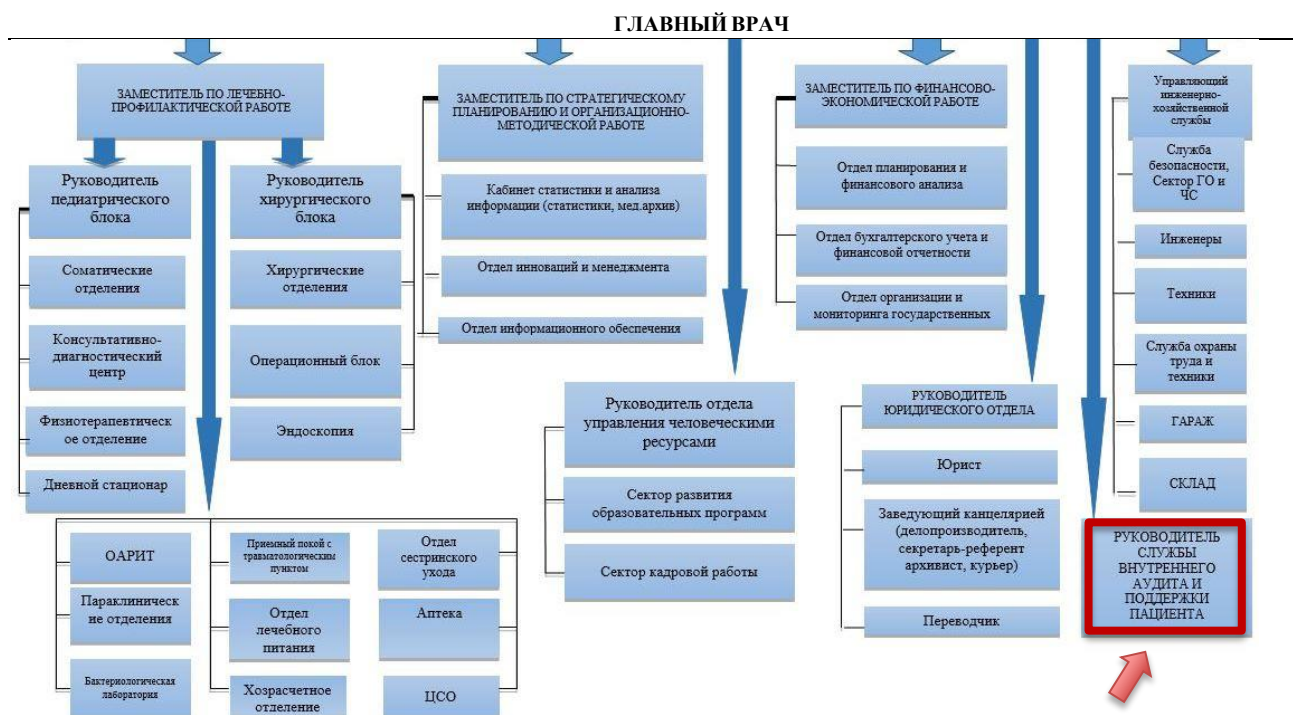 ГЛАВНЫЙ ВРАЧ
ЗАМЕСТИТЕЛЬ ПО ЛЕЧЕБНО-
ПРОФИЛАКТИЧЕСКОЙ РАБОТЕ
Руководитель
педиатрического
блока
Соматические
отделения
Консультативно-
диагностический
центр
Физиотерапевтичес
кое отделение
Дневной стационар
Руководитель
хирургического
блока
Хирургические
отделения
Операционный блок
Эндоскопия
ОАРИТ
Параклиническ
ие отделения
Бактериологическая
лаборатория
Приемный покой с
травматологическим
пунктом
Отдел
лечебного
питания
Хозрасчетное
отделение
Отдел
сестринского
ухода
Аптека
ЦСО
ЗАМЕСТИТЕЛЬ ПО СТРАТЕГИЧЕСКОМУ
ПЛАНИРОВАНИЮ И ОРГАНИЗАЦИОННО-
МЕТОДИЧЕСКОЙ РАБОТЕ
Кабинет статистики и анализа
информации (статистики, мед.архив)
Отдел инноваций и менеджмента
Отдел информационного обеспечения
Руководитель отдела
управления человеческими
ресурсами
Сектор развития
образовательных программ
Сектор кадровой работы
ЗАМЕСТИТЕЛЬ ПО ФИНАНСОВО-
ЭКОНОМИЧЕСКОЙ РАБОТЕ
Отдел планирования и
финансового анализа
Отдел бухгалтерского учета и
финансовой отчетности
Отдел организации и
мониторинга государственных
РУКОВОДИТЕЛЬ
ЮРИДИЧЕСКОГО ОТДЕЛА
Юрист
Заведующий канцелярией
(делопроизводитель,
секретарь-референт
архивист, курьер)
Переводчик
Управляющий
инженерно-
хозяйственной
службы
Служба
безопасности,
Сектор ГО и
ЧС
Инженеры
Техники
Служба охраны
труда и
техники
ГАРАЖ
СКЛАД
РУКОВОДИТЕЛЬ
СЛУЖБЫ
ВНУТРЕННЕГО
АУДИТА И
ПОДДЕРЖКИ
ПАЦИЕНТА